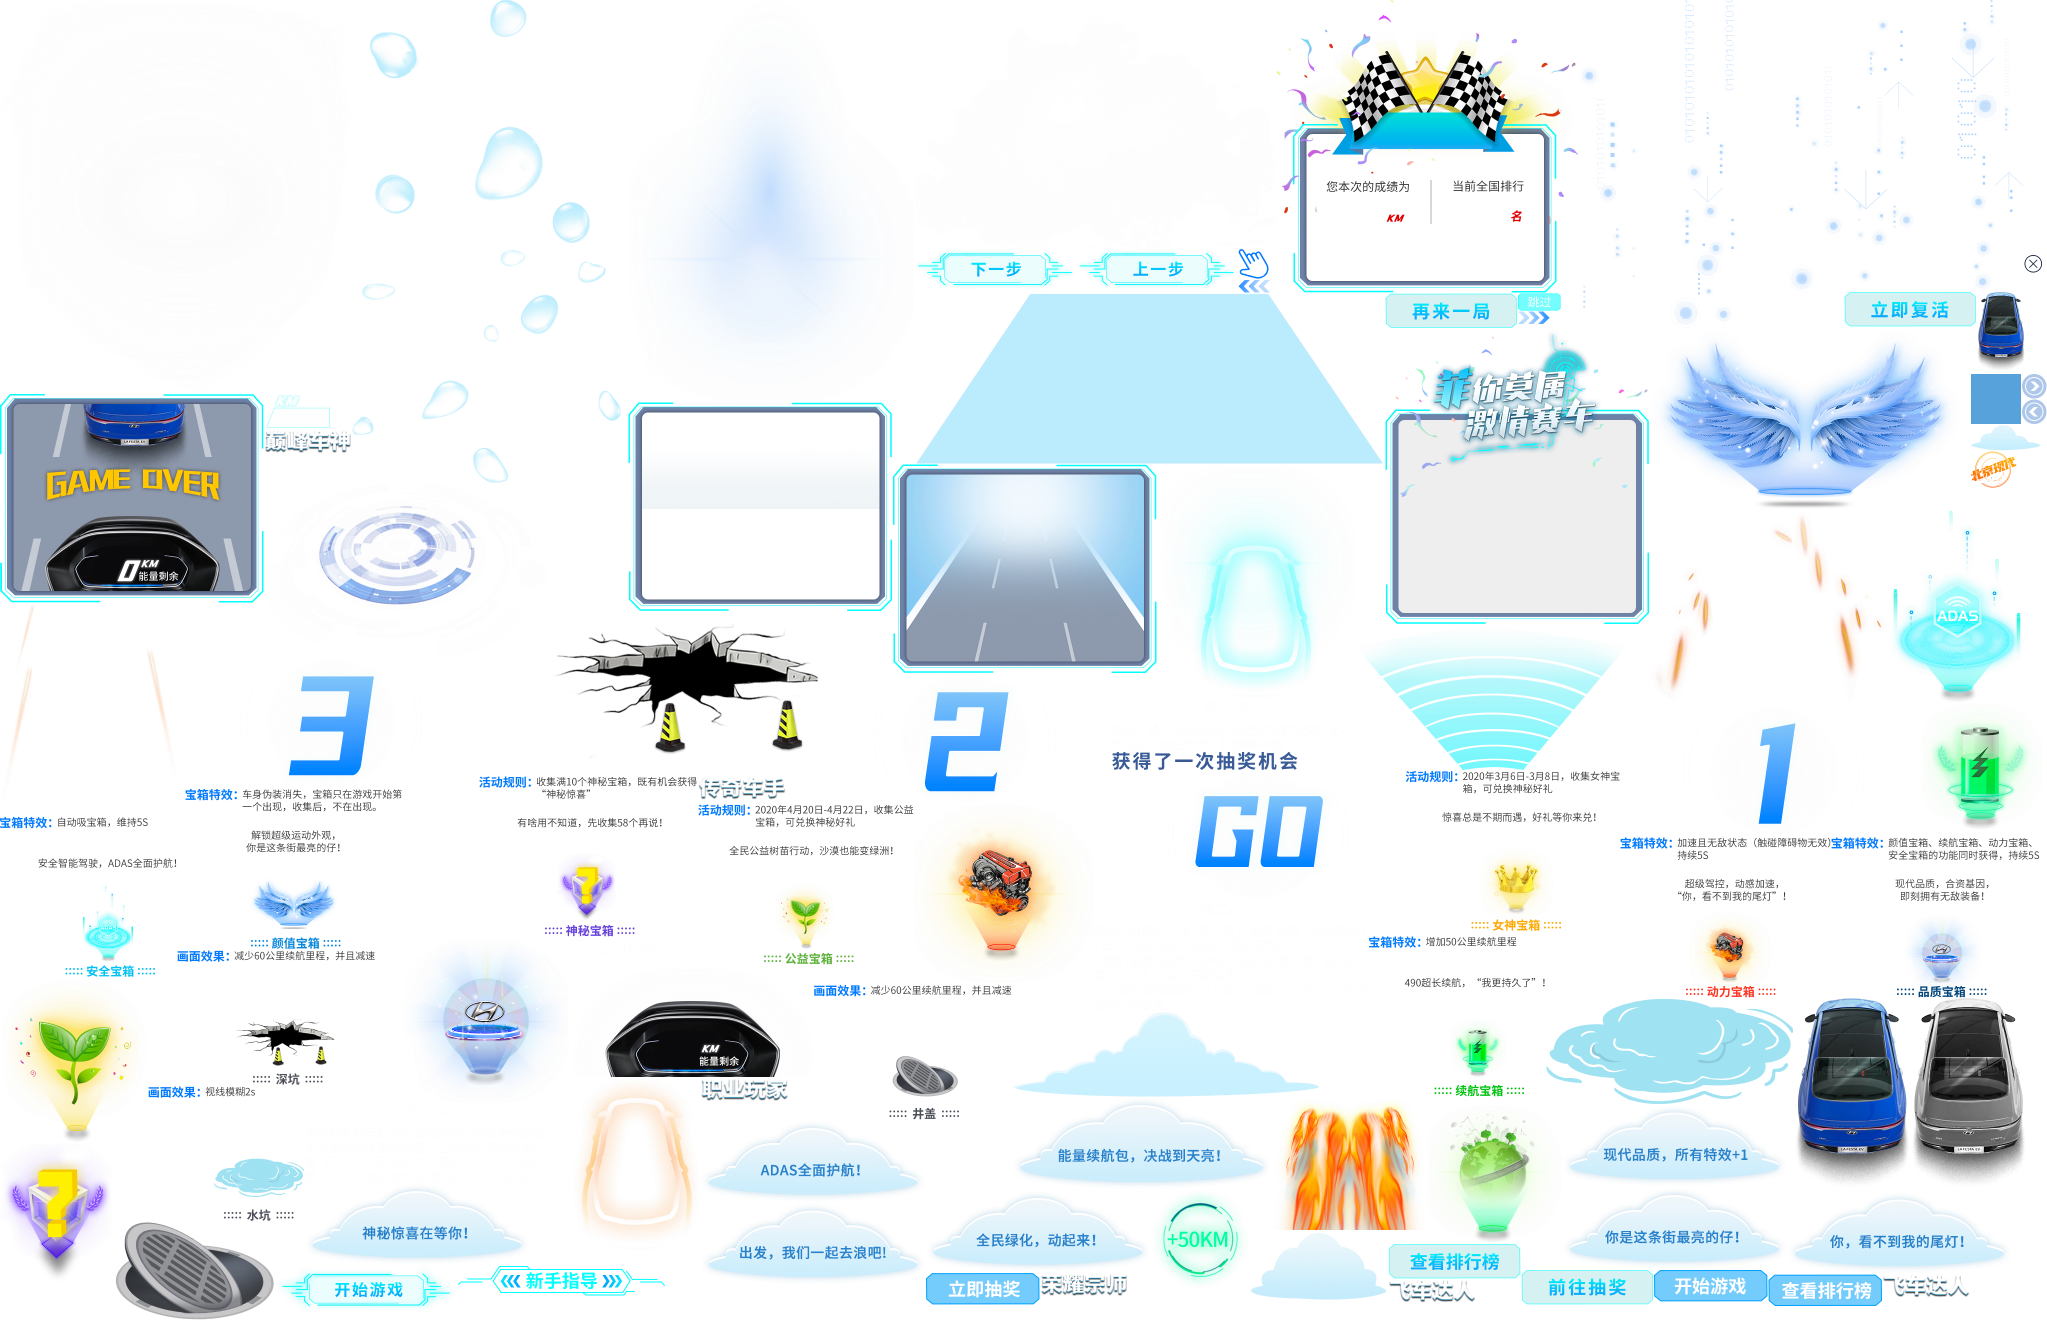 您本次的成绩为
当前全国排行
KM
名
下一步
上一步
再来一局
跳过
立即复活
菲你莫属
激情赛车
KM
巅峰车神
GAME OVER
0 KM
能量剩余
北京现代
ADAS
3
2
1
GO
获得了一次抽奖机会
宝箱特效：车身伪装消失，宝箱只在游戏开始第
一个出现，收集后，不在出现。
解锁超级运动外观，
你是这条街最亮的仔！
颜值宝箱
宝箱特效：自动吸宝箱，维持5S
安全智能驾驶，ADAS全面护航！
安全宝箱
活动规则：收集满10个神秘宝箱，既有机会获得
“神秘惊喜”
有啥用不知道，先收集58个再说！
神秘宝箱
传奇车手
活动规则：2020年4月20日-4月22日，收集公益
宝箱，可兑换神秘好礼
全民公益树苗行动，沙漠也能变绿洲！
公益宝箱
活动规则：2020年3月6日-3月8日，收集女神宝
箱，可兑换神秘好礼
惊喜总是不期而遇，好礼等你来兑！
女神宝箱
宝箱特效：加速且无敌状态（触碰障碍物无效）
持续5S
超级驾控，动感加速，
“你，看不到我的尾灯”！
动力宝箱
宝箱特效：颜值宝箱、续航宝箱、动力宝箱、
安全宝箱的功能同时获得，持续5S
现代品质，合资基因，
即刻拥有无敌装备！
品质宝箱
宝箱特效：增加50公里续航里程
490超长续航，“我更持久了”！
续航宝箱
画面效果：减少60公里续航里程，并且减速
深坑
画面效果：减少60公里续航里程，并且减速
井盖
画面效果：视线模糊2s
水坑
KM
能量剩余
职业玩家
ADAS全面护航！
能量续航包，决战到天亮！
现代品质，所有特效+1
神秘惊喜在等你！
出发，我们一起去浪吧！
全民绿化，动起来！
+50KM
你是这条街最亮的仔！
你，看不到我的尾灯！
LA FESTA EV
LA FESTA EV
开始游戏
新手指导
立即抽奖
荣耀宗师
查看排行榜
飞车达人
前往抽奖
开始游戏
查看排行榜
飞车达人